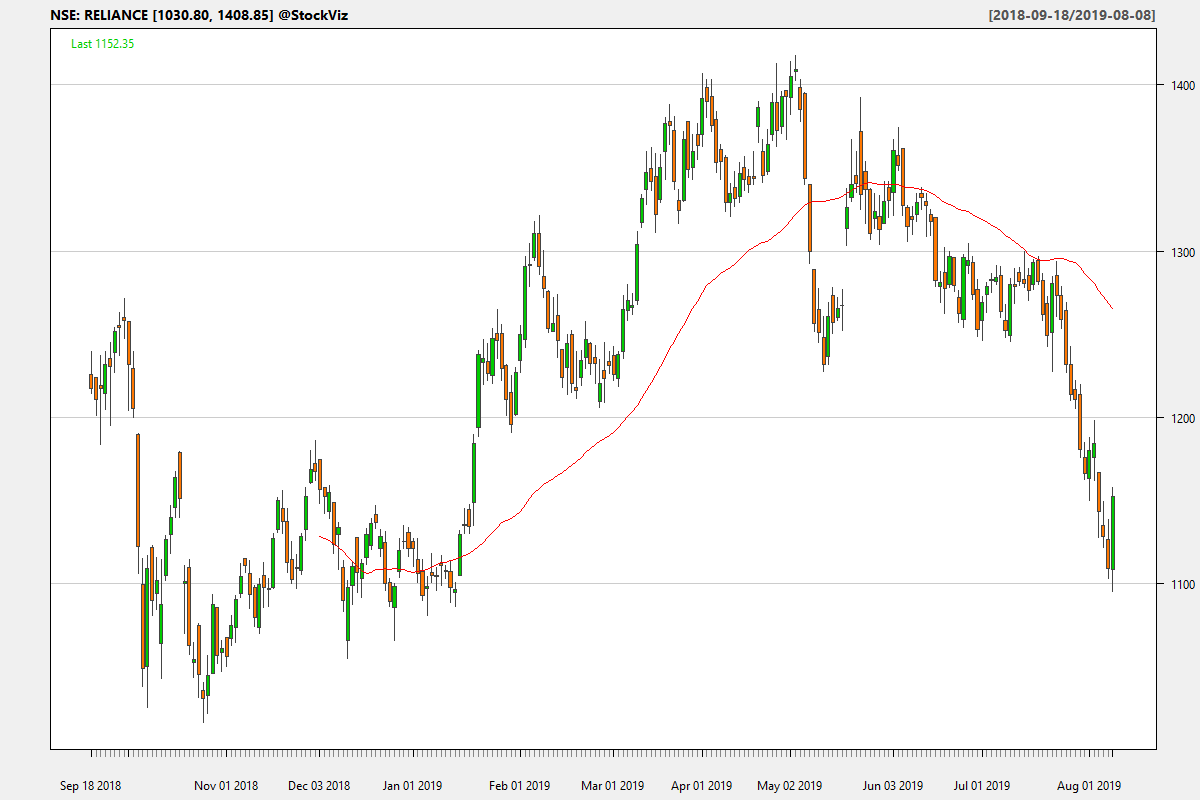 NSE: RELIANCE [1030.80, 1408.85] @StockViz [2018-09-18/2019-08-08]
Last 1152.35
1400
1300
1200
1100
Sep 18 2018 Nov 01 2018 Dec 03 2018 Jan 01 2019 Feb 01 2019 Mar 01 2019 Apr 01 2019 May 02 2019 Jun 03 2019 Jul 01 2019 Aug 01 2019